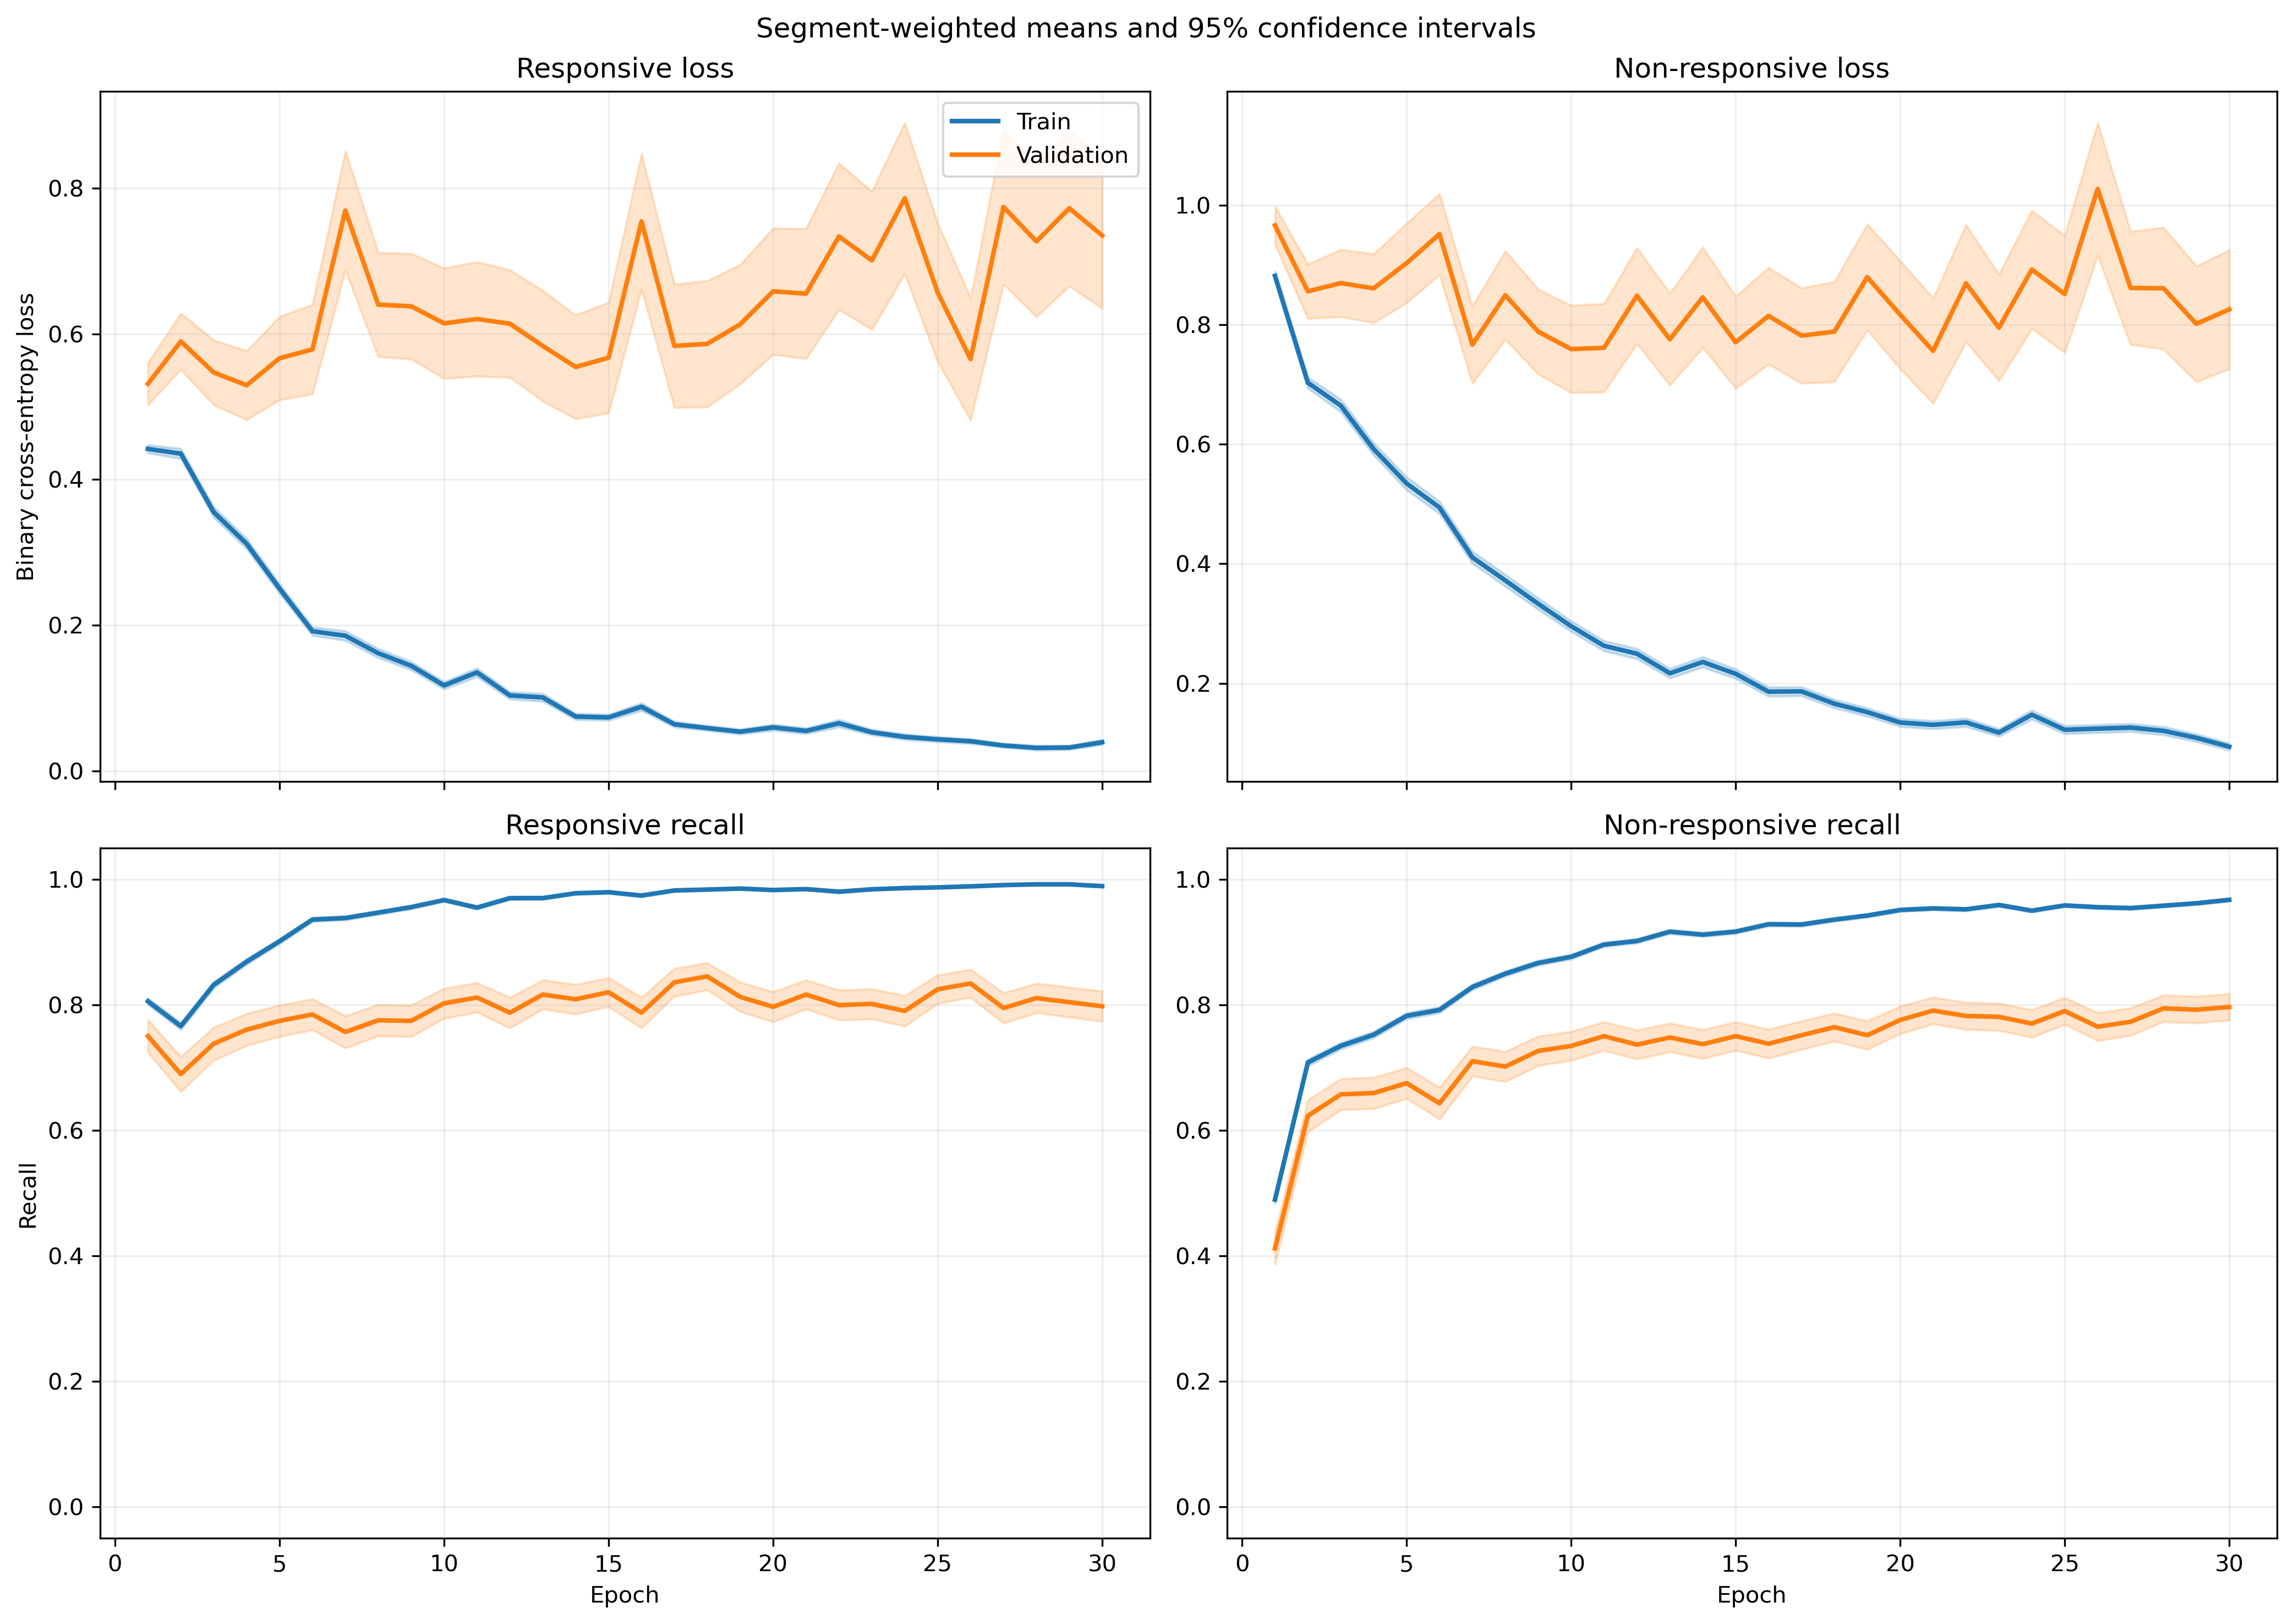 Segment-weighted means and 95% confidence intervals
Responsive loss
Train
Validation
Binary cross-entropy loss
0.8
0.6
0.4
0.2
0.0
Non-responsive loss
1.0
0.8
0.6
0.4
0.2
Responsive recall
Recall
1.0
0.8
0.6
0.4
0.2
0.0
0 5 10 15 20 25 30
Epoch
Non-responsive recall
1.0
0.8
0.6
0.4
0.2
0.0
0 5 10 15 20 25 30
Epoch